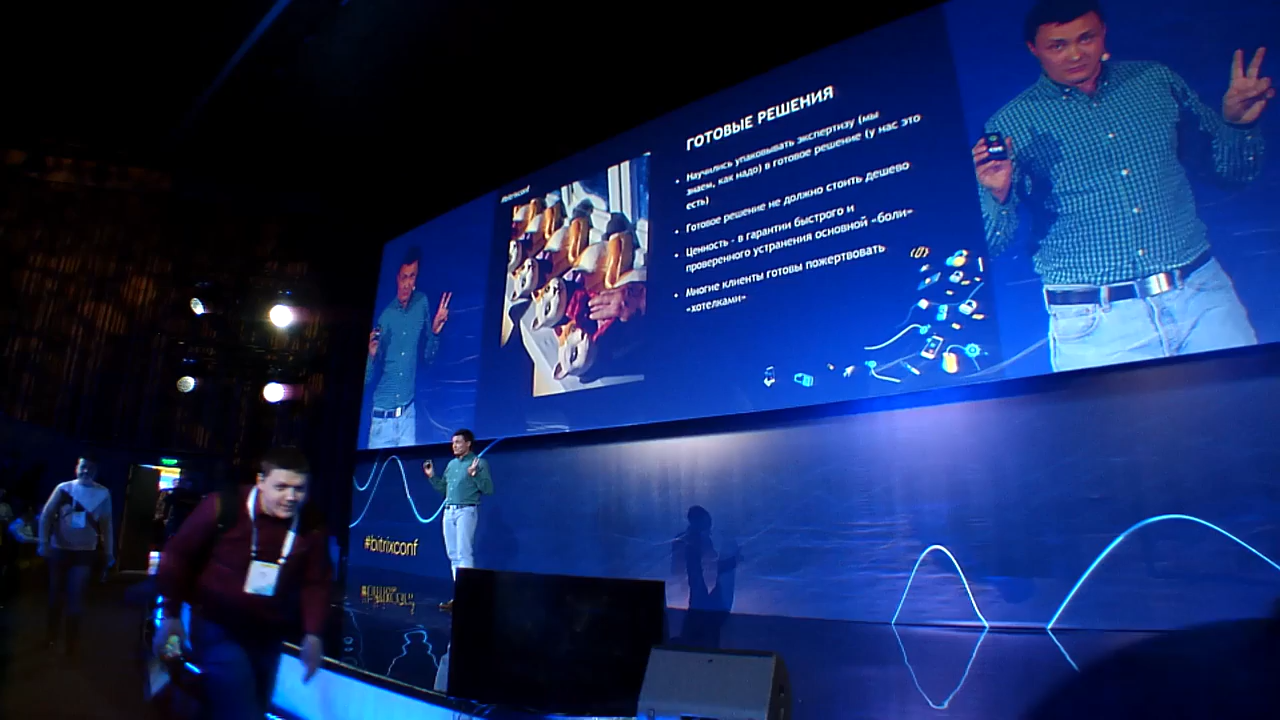 #bitrixconf
ГОТОВЫЕ РЕШЕНИЯ
• Научились упаковывать экспертизу (мы
знаем, как надо) в готовое решение (у нас это
есть)
• Готовое решение не должно стоить дешево
• Ценность - в гарантии быстрого и
проверенного устранения основной «боли»
• Многие клиенты готовы пожертвовать
«хотелками»
#bitrixconf